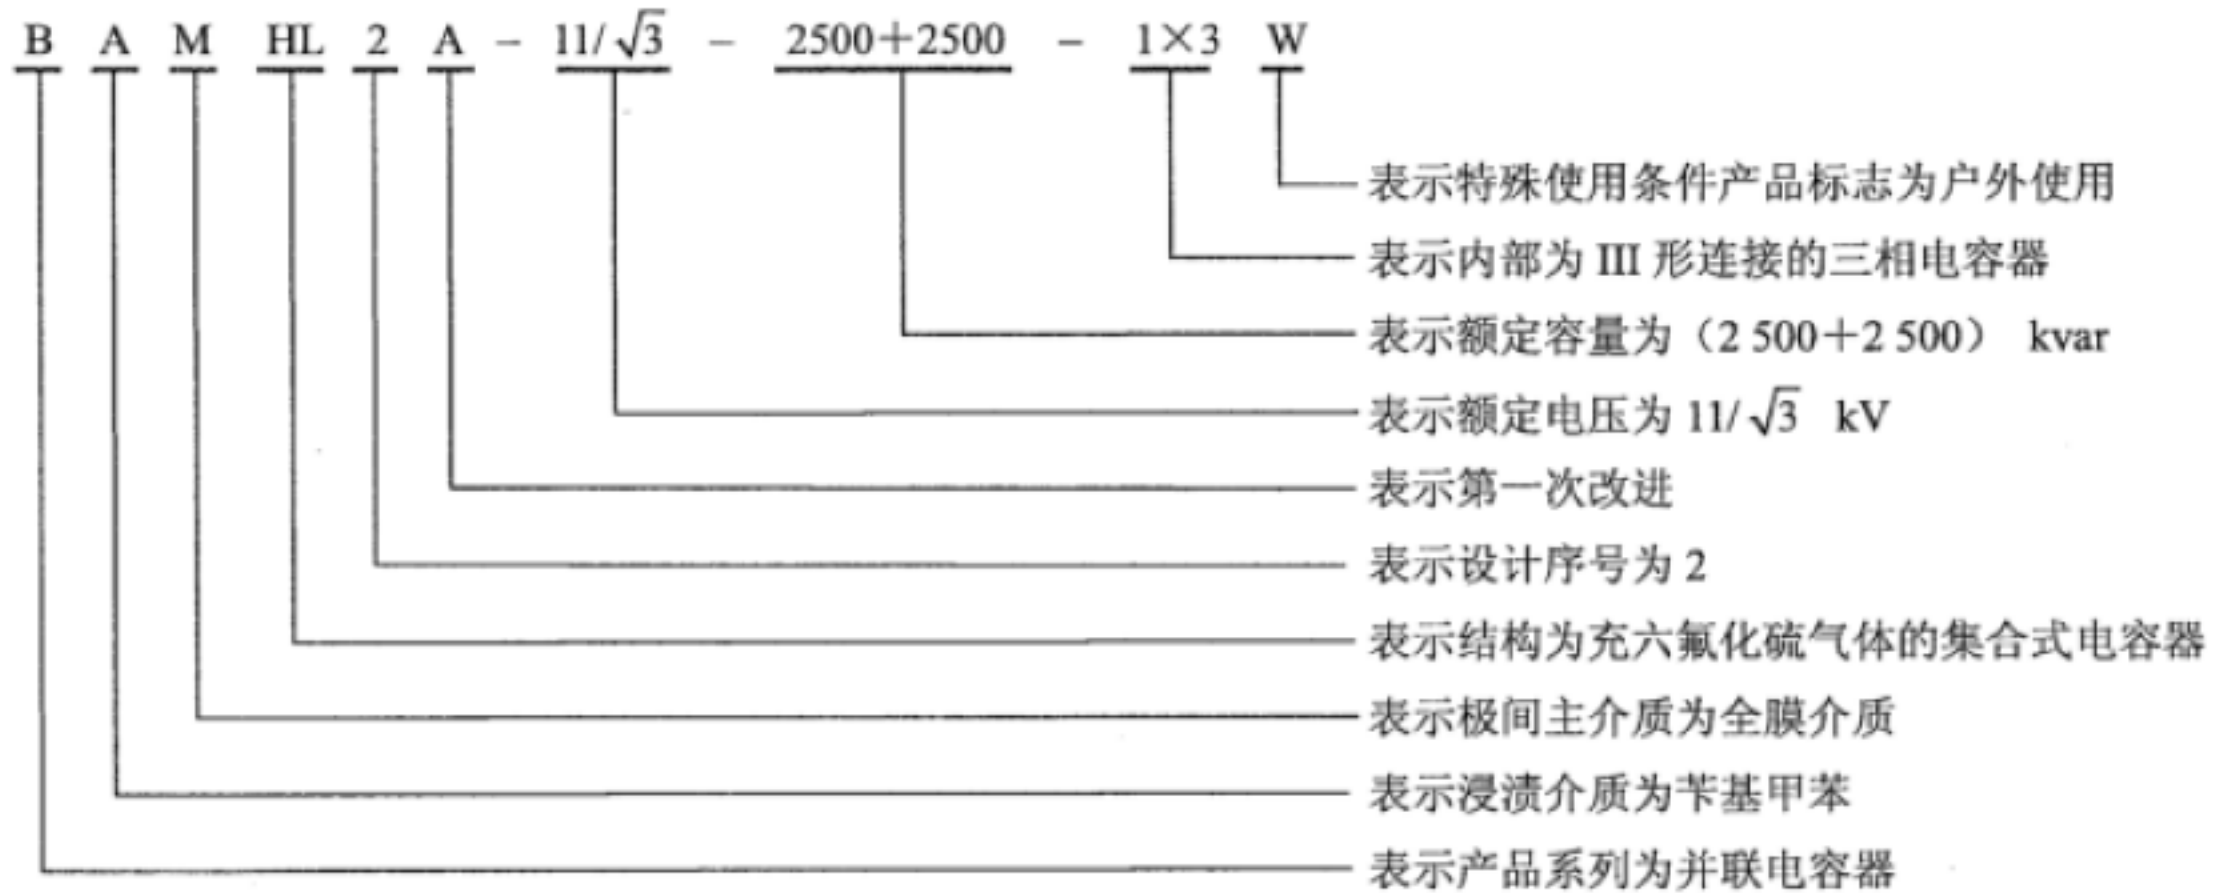 B A M HL 2 A - 11/√3 - 2500+2500 - 1×3 W
表示特殊使用条件产品标志为户外使用
表示内部为 III 形连接的三相电容器
表示额定容量为（2 500+2 500） kvar
表示额定电压为 11/√3 kV
表示第一次改进
表示设计序号为 2
表示结构为充六氟化硫气体的集合式电容器
表示极间主介质为全膜介质
表示浸渍介质为苄基甲苯
表示产品系列为并联电容器